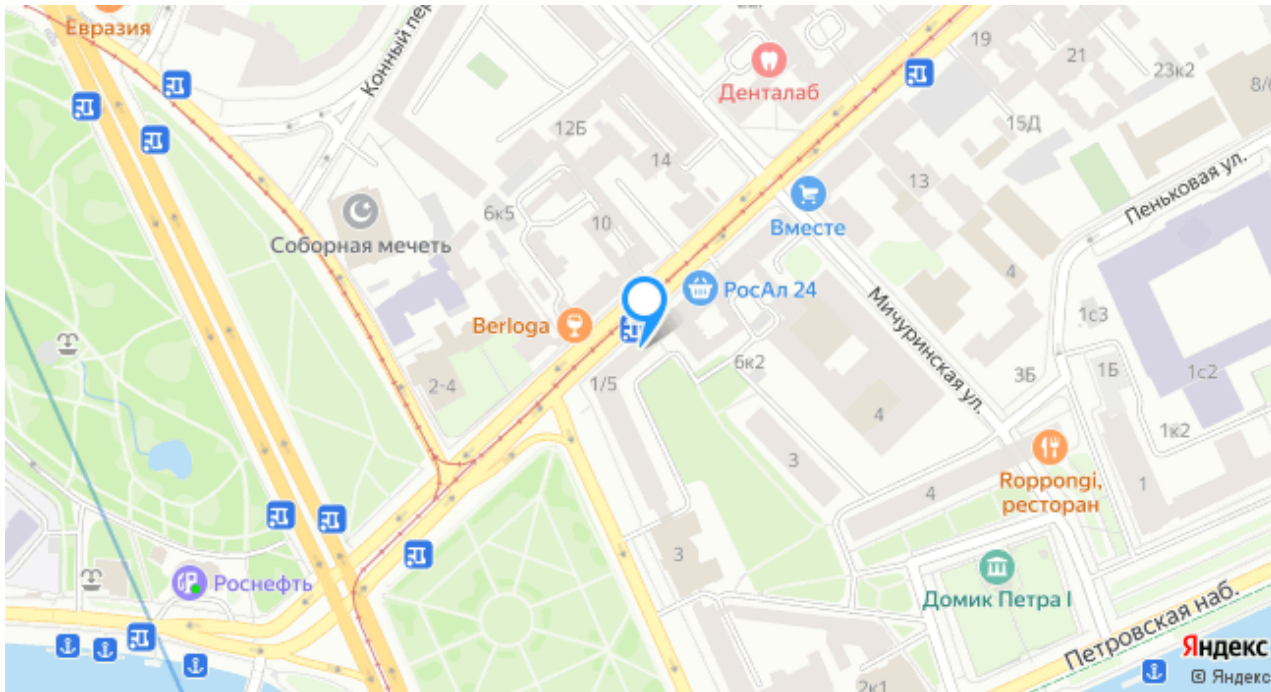 Евразия
Конный пер
Денталаб
19
21
23к2
8/6
15Д
12Б
14
13
Пеньковая ул.
6к5
10
Соборная мечеть
Вместе
4
РосАл 24
Berloga
1с3
Мичуринская ул.
2-4
1/5
6к2
3Б
1Б
1с2
4
1к2
3
Roppongi,
ресторан
4
1
3
Роснефть
Домик Петра I
Петровская наб.
2к1
Яндекс
© Яндекс